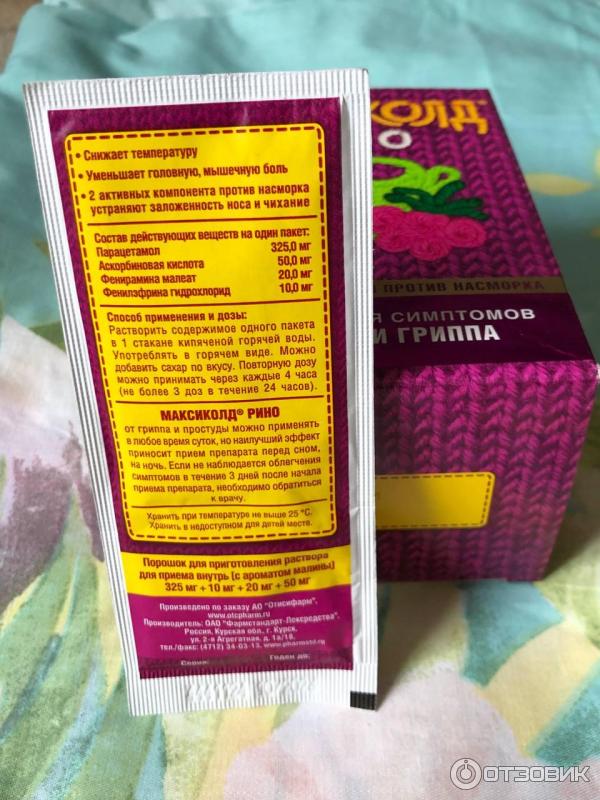 • Снижает температуру
• Уменьшает головную, мышечную боль
• 2 активных компонента против насморка
устраняют заложенность носа и чихание
Состав действующих веществ на один пакет:
Парацетамол 325,0 мг
Аскорбиновая кислота 50,0 мг
Фенирамина малеат 20,0 мг
Фенилэфрина гидрохлорид 10,0 мг
Способ применения и дозы:
Растворить содержимое одного пакета
в 1 стакане кипяченой горячей воды.
Употреблять в горячем виде. Можно
добавить сахар по вкусу. Повторную дозу
можно принимать через каждые 4 часа
(не более 3 доз в течение 24 часов).
МАКСИКОЛД® РИНО
от гриппа и простуды можно применять
в любое время суток, но наилучший эффект
приносит прием препарата перед сном,
на ночь. Если не наблюдается облегчения
симптомов в течение 3 дней после начала
приема препарата, необходимо обратиться
к врачу.
Хранить при температуре не выше 25 °С.
Хранить в недоступном для детей месте.
Порошок для приготовления раствора
для приема внутрь (с ароматом малины)
325 мг + 10 мг + 20 мг + 50 мг
Произведено по заказу АО "Отисифарм",
www.otcpharm.ru
Производитель: ОАО "Фармстандарт-Лексредства",
Россия, Курская обл., г. Курск,
ул. 2-я Агрегатная, д. 1а/18,
тел./факс: (4712) 34-03-13, www.pharmstd.ru
Серия: Годен до:
КОЛД®
О
ПРОТИВ НАСМОРКА
СИМПТОМОВ
И ГРИППА
ОТЗОВИК